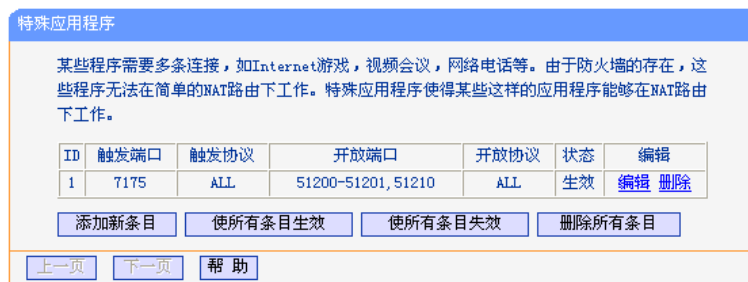 特殊应用程序
某些程序需要多条连接，如Internet游戏，视频会议，网络电话等。由于防火墙的存在，这
些程序无法在简单的NAT路由下工作。特殊应用程序使得某些这样的应用程序能够在NAT路由
下工作。
ID 触发端口 触发协议 开放端口 开放协议 状态 编辑
1 7175 ALL 51200-51201,51210 ALL 生效 编辑 删除
添加新条目 使所有条目生效 使所有条目失效 删除所有条目
上一页 下一页 帮 助